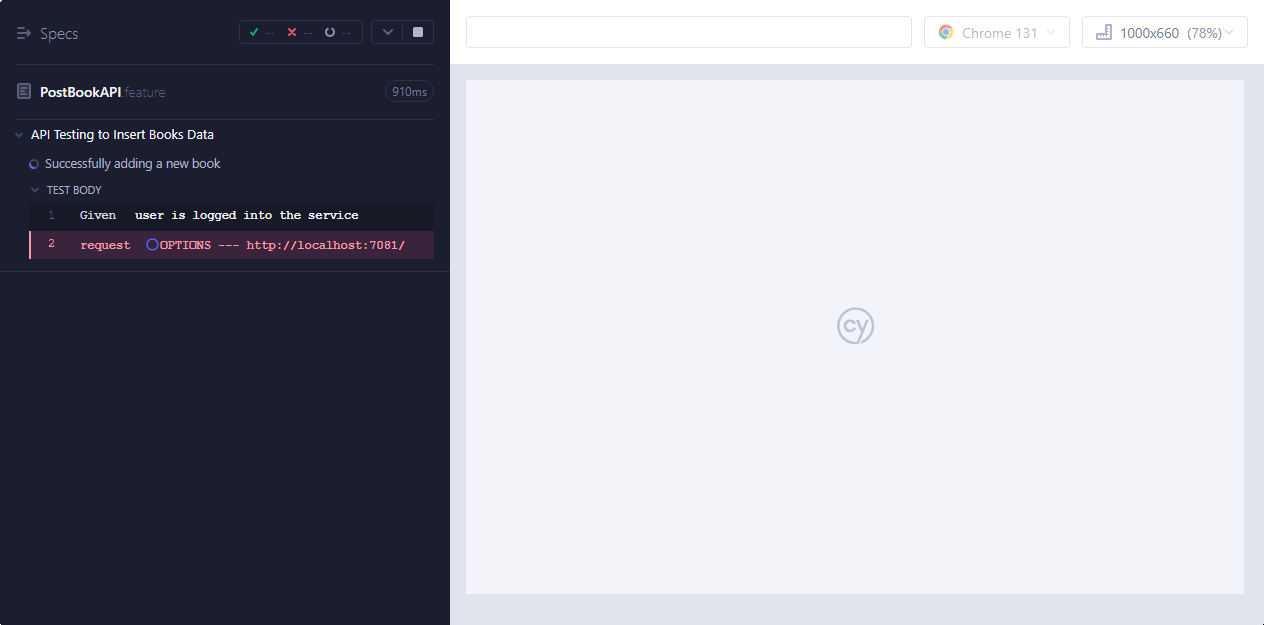 Specs
--
--
--
Chrome 131
1000x660 (78%)
PostBookAPI feature
910ms
API Testing to Insert Books Data
Successfully adding a new book
TEST BODY
1 Given user is logged into the service
2 request OPTIONS --- http://localhost:7081/
cy